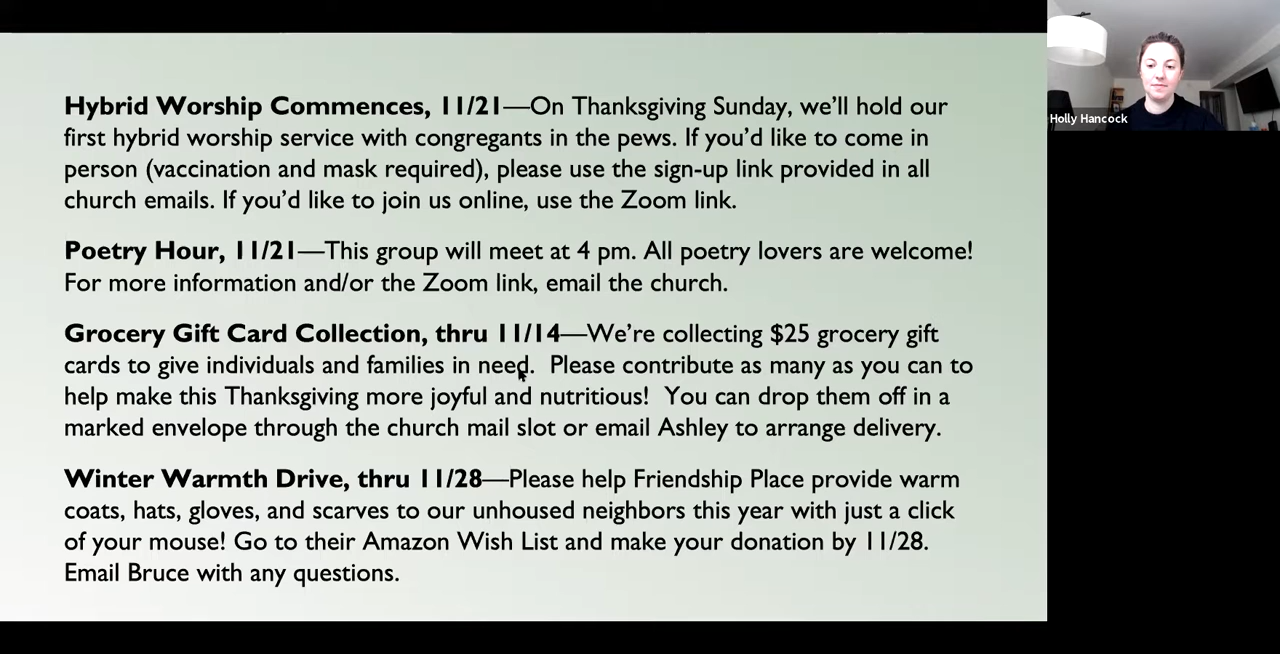 Hybrid Worship Commences, 11/21—On Thanksgiving Sunday, we'll hold our
first hybrid worship service with congregants in the pews. If you'd like to come in
person (vaccination and mask required), please use the sign-up link provided in all
church emails. If you'd like to join us online, use the Zoom link.
Poetry Hour, 11/21—This group will meet at 4 pm. All poetry lovers are welcome!
For more information and/or the Zoom link, email the church.
Grocery Gift Card Collection, thru 11/14—We're collecting $25 grocery gift
cards to give individuals and families in need.  Please contribute as many as you can to
help make this Thanksgiving more joyful and nutritious!  You can drop them off in a
marked envelope through the church mail slot or email Ashley to arrange delivery.
Winter Warmth Drive, thru 11/28—Please help Friendship Place provide warm
coats, hats, gloves, and scarves to our unhoused neighbors this year with just a click
of your mouse! Go to their Amazon Wish List and make your donation by 11/28.
Email Bruce with any questions.
Holly Hancock